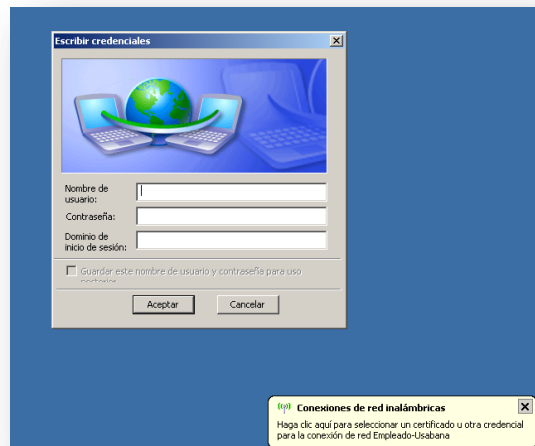 Escribir credenciales
Nombre de
usuario:
Contraseña:
Dominio de
inicio de sesión:
Guardar este nombre de usuario y contraseña para uso
posterior
Aceptar
Cancelar
Conexiones de red inalámbricas
Haga clic aquí para seleccionar un certificado u otra credencial
para la conexión de red Empleado-Usabana